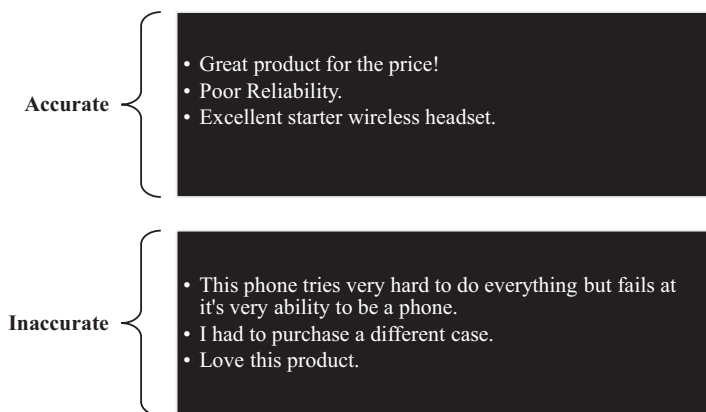 Accurate
• Great product for the price!
• Poor Reliability.
• Excellent starter wireless headset.
Inaccurate
• This phone tries very hard to do everything but fails at
it's very ability to be a phone.
• I had to purchase a different case.
• Love this product.